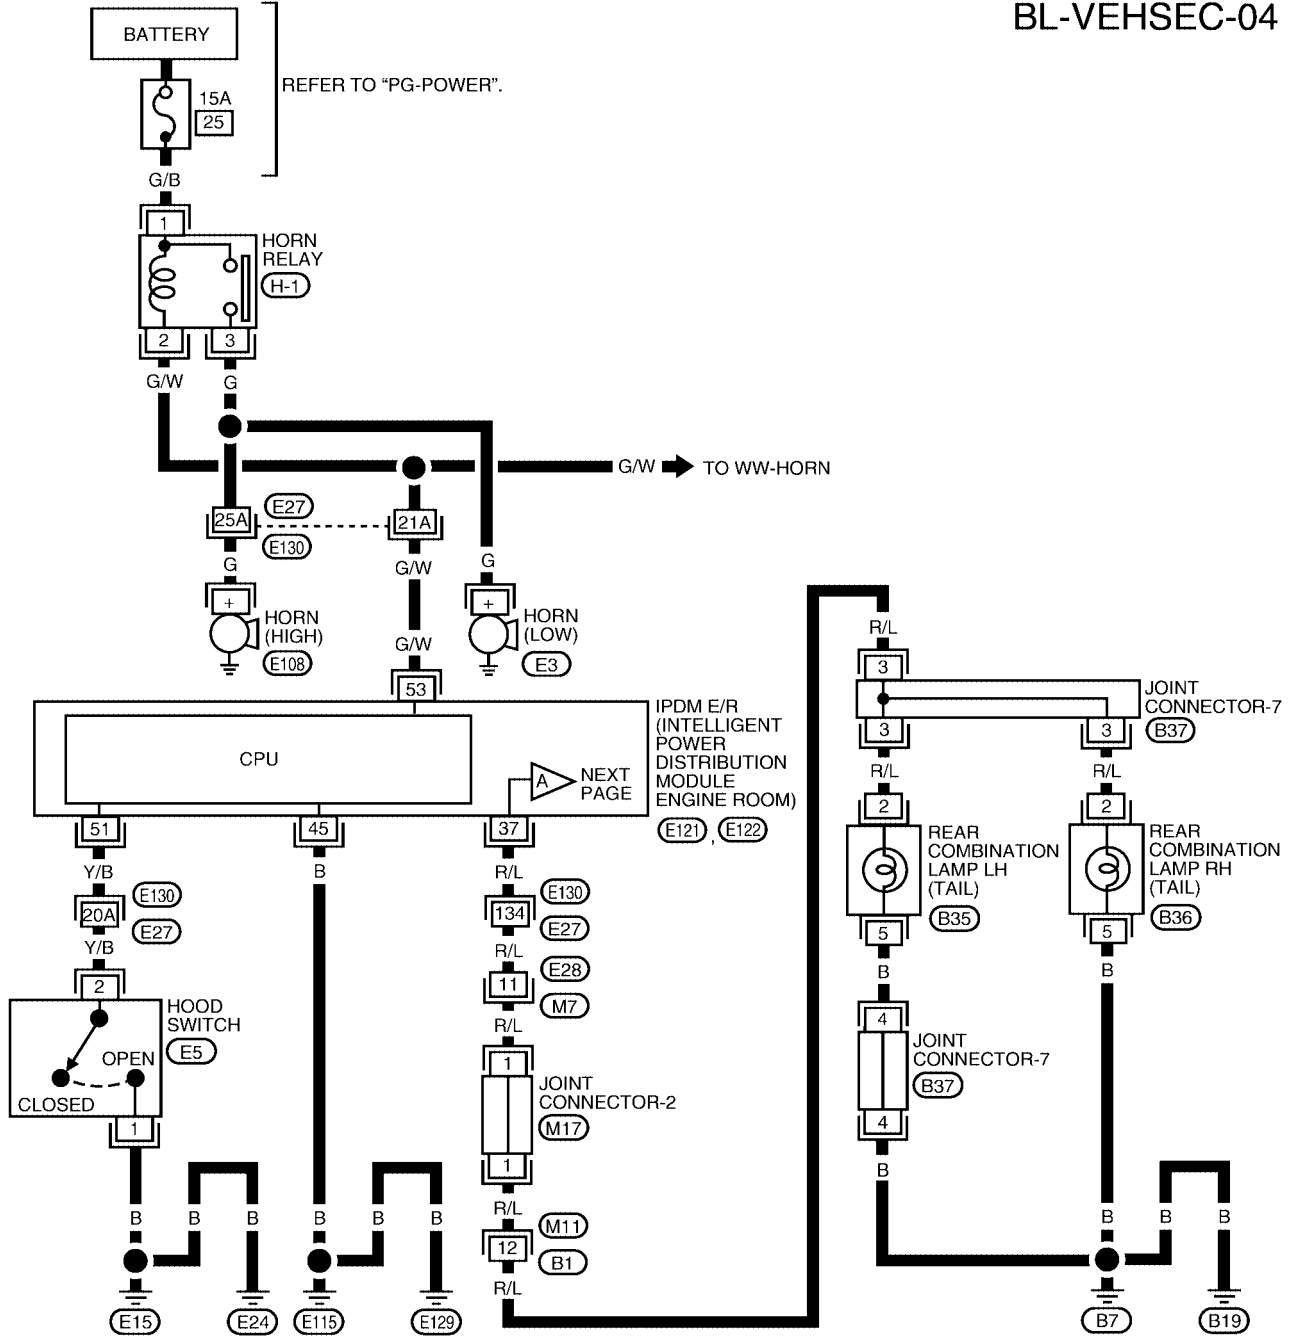 BL-VEHSEC-04
BATTERY
REFER TO “PG-POWER”.
15A
25
G/B
1
HORN
RELAY
H-1
2
3
G/W
G
G/W
TO WW-HORN
25A
E27
E130
21A
G
G/W
G
+
HORN
(HIGH)
E108
G/W
+
HORN
(LOW)
E3
53
IPDM E/R
(INTELLIGENT
POWER
DISTRIBUTION
MODULE
ENGINE ROOM)
E121 , E122
CPU
A
NEXT
PAGE
51
45
37
Y/B
B
R/L
20A
E130
E27
Y/B
2
HOOD
SWITCH
E5
OPEN
CLOSED
1
134
E130
E27
R/L
11
E28
M7
R/L
1
JOINT
CONNECTOR-2
M17
1
R/L
12
M11
B1
R/L
B
B
B
B
B
B
E15
E24
E115
E129
R/L
3
JOINT
CONNECTOR-7
B37
3
3
R/L
R/L
2
2
REAR
COMBINATION
LAMP LH
(TAIL)
B35
REAR
COMBINATION
LAMP RH
(TAIL)
B36
5
5
B
B
4
JOINT
CONNECTOR-7
B37
4
B
B
B
B
B7
B19